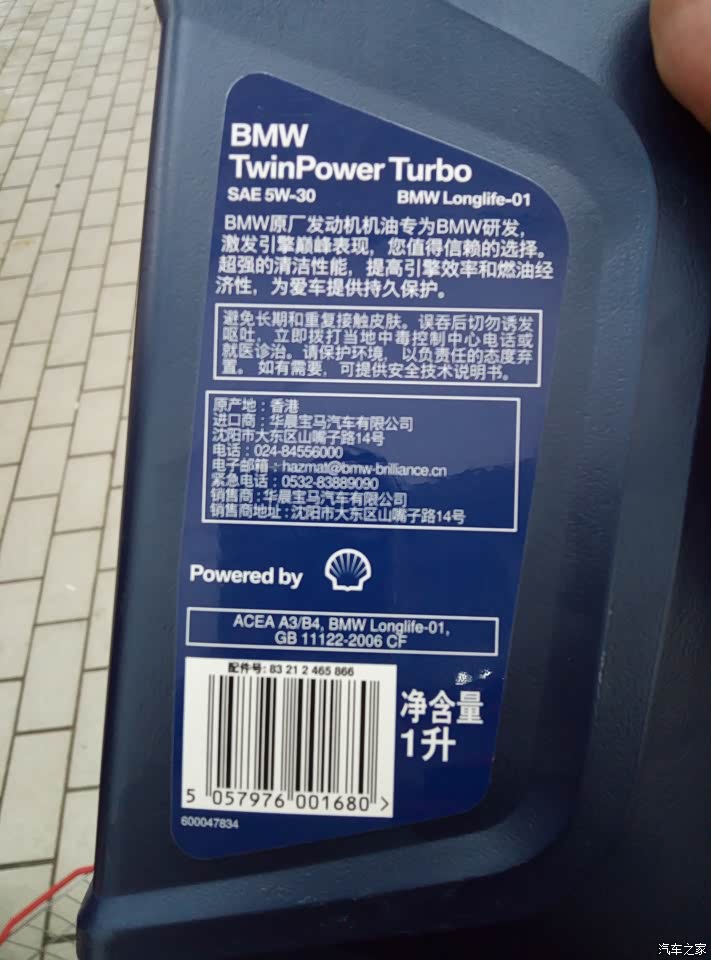 BMW
TwinPower Turbo
SAE 5W-30 BMW Longlife-01
BMW原厂发动机机油专为BMW研发，
激发引擎巅峰表现，您值得信赖的选择。
超强的清洁性能，提高引擎效率和燃油经
济性，为爱车提供持久保护。
避免长期和重复接触皮肤。误吞后切勿诱发
呕吐，立即拨打当地中毒控制中心电话或
就医诊治。请保护环境，以负责任的态度弃
置。如有需要，可提供安全技术说明书。
原产地：香港
进口商：华晨宝马汽车有限公司
沈阳市大东区山嘴子路14号
电话：024-84556000
电子邮箱：hazmat@bmw-brilliance.cn
紧急电话：0532-83889090
销售商：华晨宝马汽车有限公司
销售商地址：沈阳市大东区山嘴子路14号
Powered by
ACEA A3/B4, BMW Longlife-01,
GB 11122-2006 CF
配件号: 83 21 2 465 866
净含量
1升
5 057976 001680 >
600047834
汽车之家